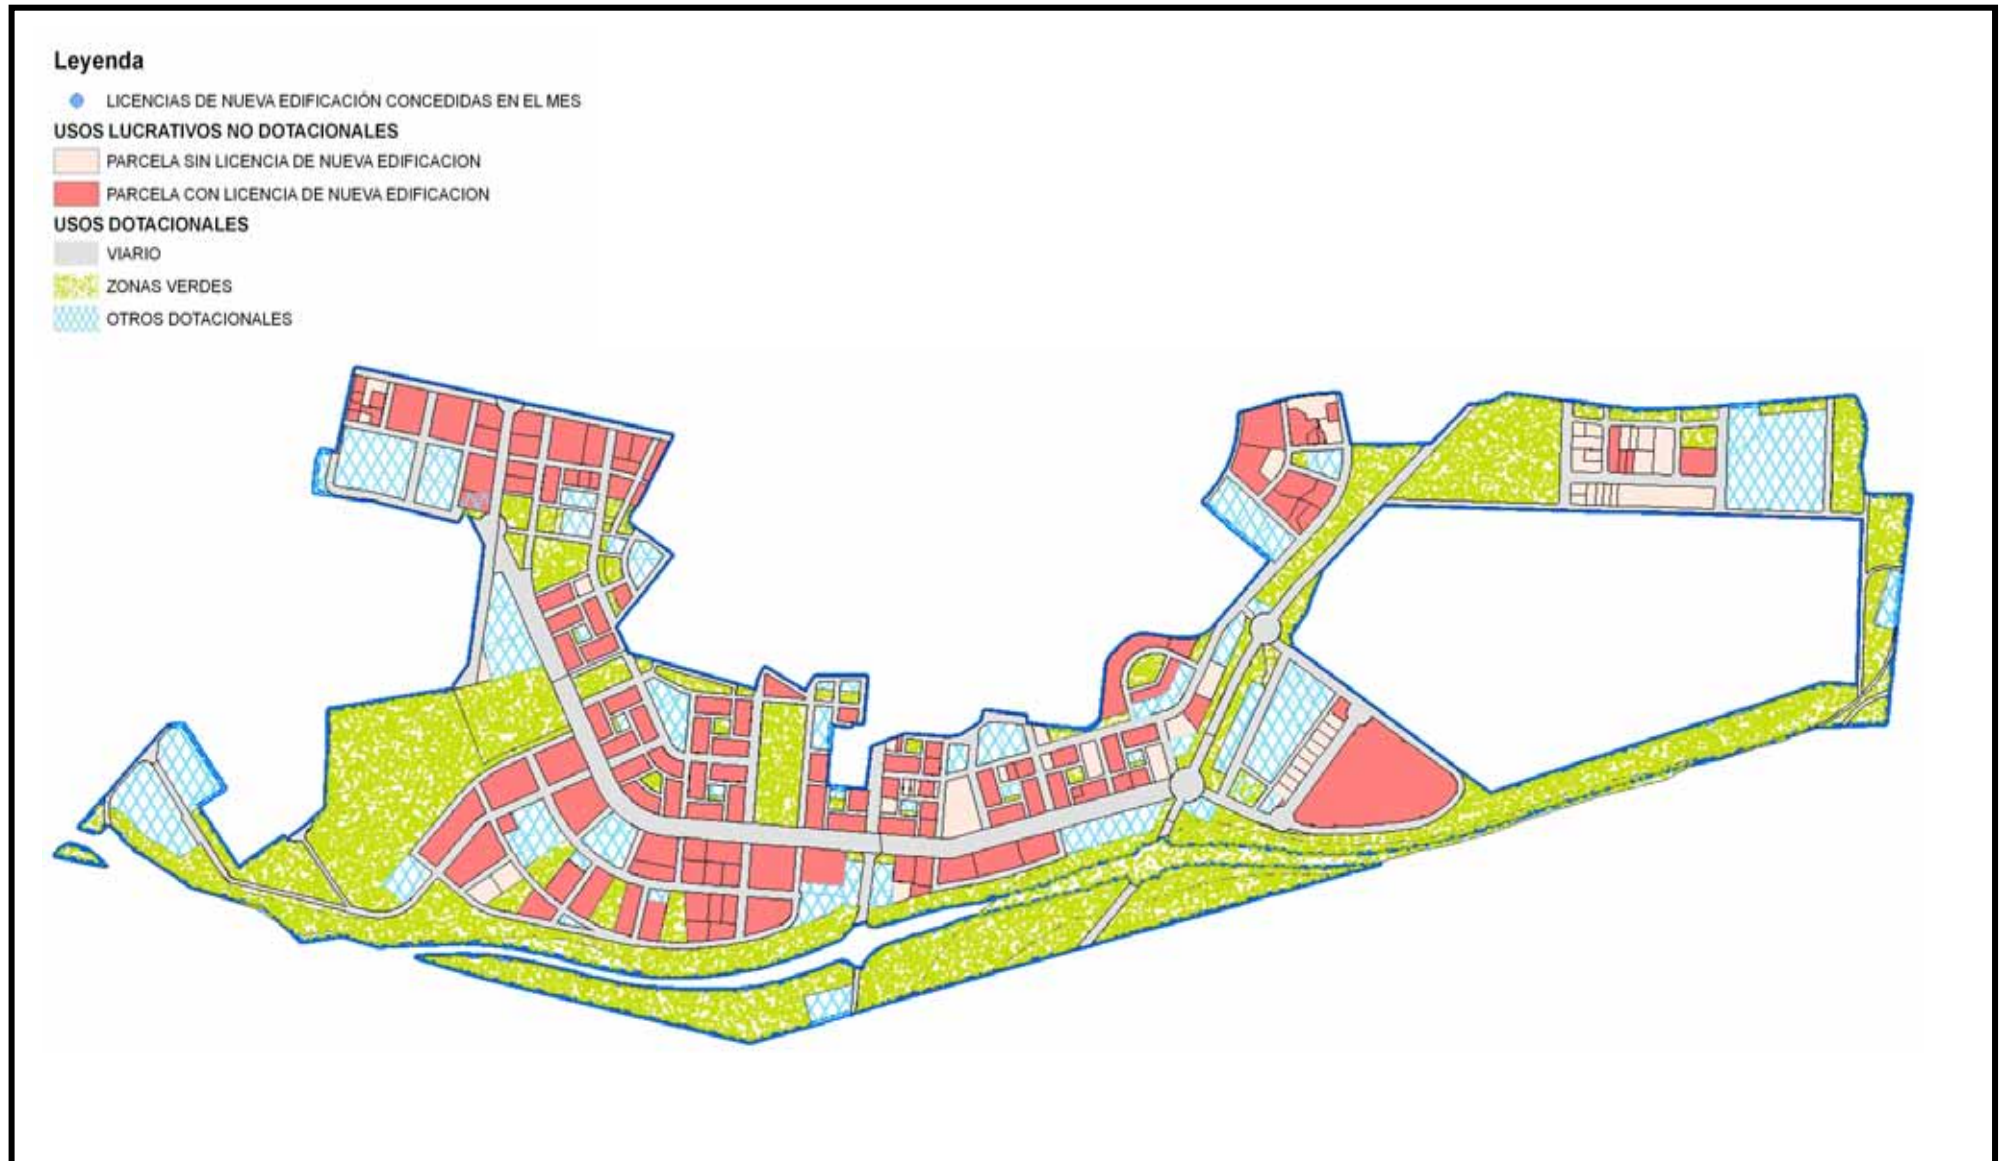 Leyenda
LICENCIAS DE NUEVA EDIFICACIÓN CONCEDIDAS EN EL MES
USOS LUCRATIVOS NO DOTACIONALES
PARCELA SIN LICENCIA DE NUEVA EDIFICACION
PARCELA CON LICENCIA DE NUEVA EDIFICACION
USOS DOTACIONALES
VIARIO
ZONAS VERDES
OTROS DOTACIONALES